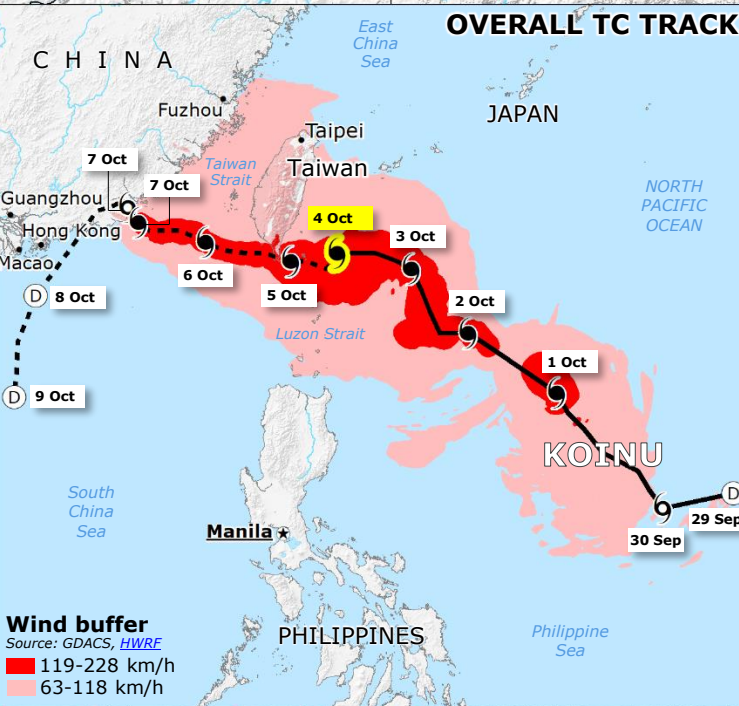 OVERALL TC TRACK
East
China
Sea
C H I N A
JAPAN
Fuzhou
Taipei
7 Oct
Taiwan
Strait
Taiwan
7 Oct
NORTH
PACIFIC
OCEAN
Guangzhou
4 Oct
Hong Kong
3 Oct
Macao
6 Oct
5 Oct
D
8 Oct
2 Oct
Luzon Strait
1 Oct
D
9 Oct
KOINU
South
China
Sea
D
29 Sep
Manila
30 Sep
Wind buffer
Source: GDACS, HWRF
119-228 km/h
63-118 km/h
PHILIPPINES
Philippine
Sea